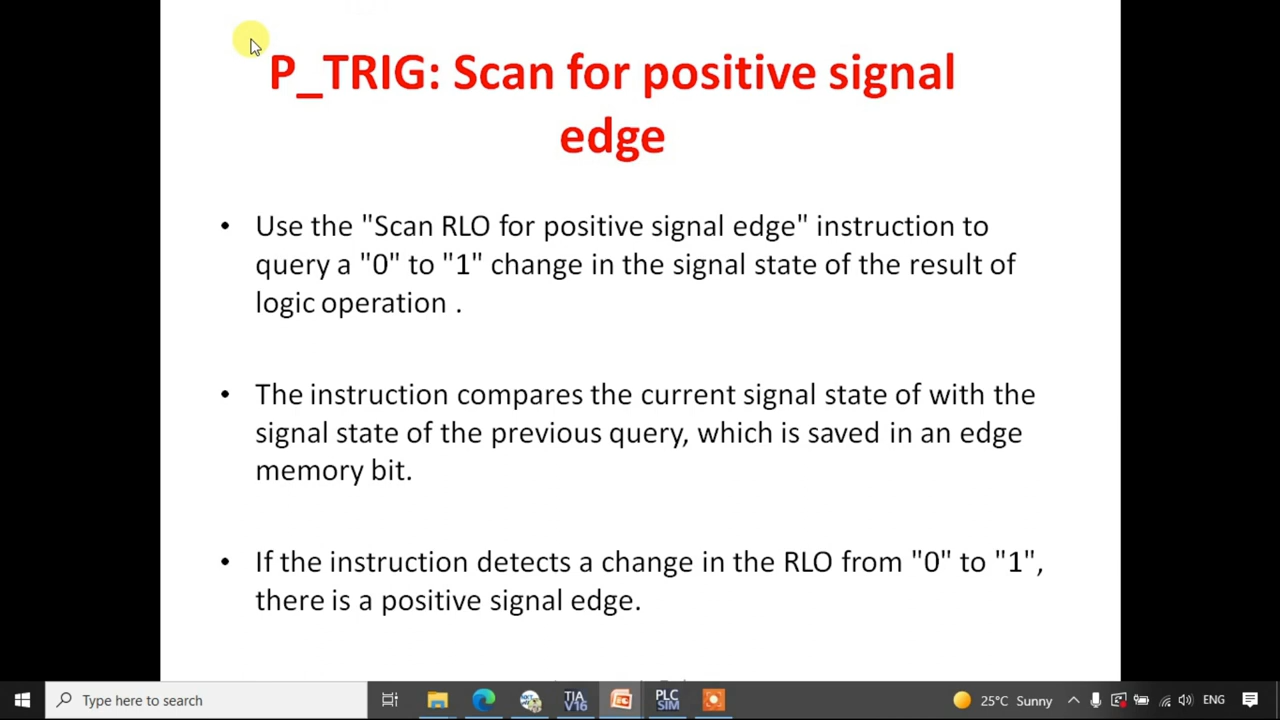 P_TRIG: Scan for positive signal
edge
• Use the "Scan RLO for positive signal edge" instruction to
query a "0" to "1" change in the signal state of the result of
logic operation .
• The instruction compares the current signal state of with the
signal state of the previous query, which is saved in an edge
memory bit.
• If the instruction detects a change in the RLO from "0" to "1",
there is a positive signal edge.
Type here to search
TIA
V16
PLC
SIM
25°C Sunny
ENG